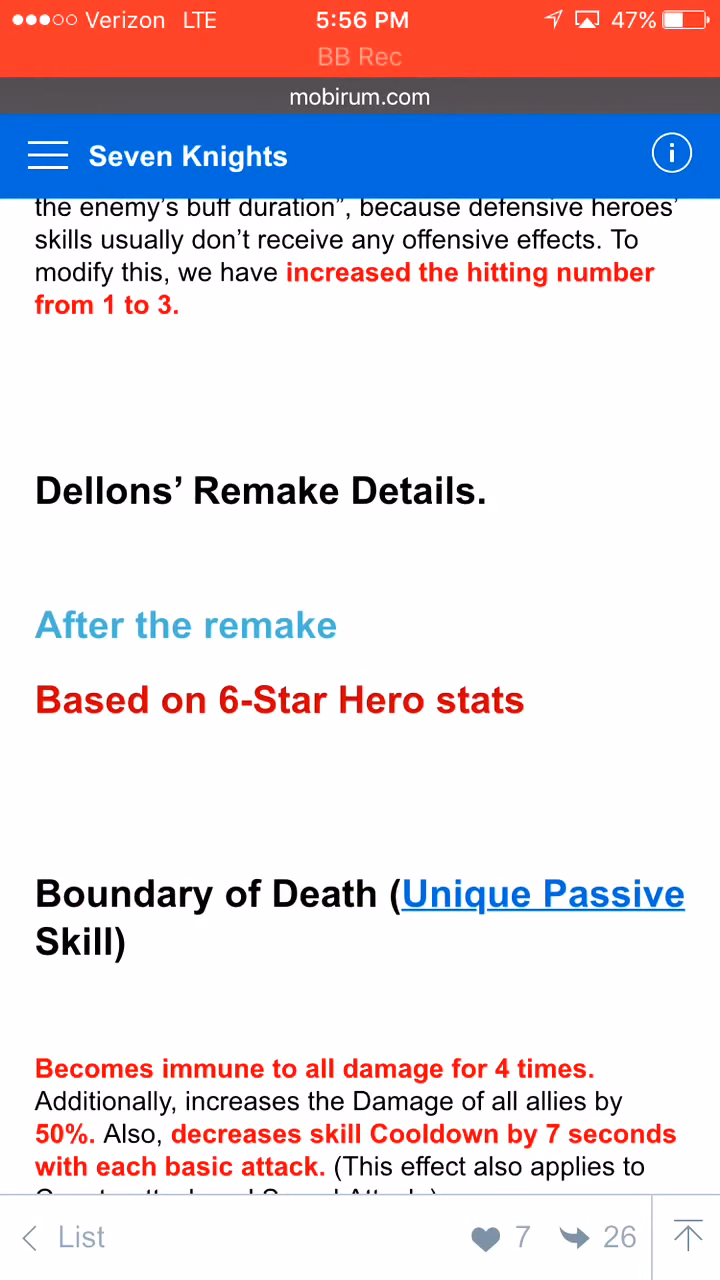 Verizon LTE 5:56 PM 47%
BB Rec
mobirum.com
Seven Knights
the enemy's buff duration”, because defensive heroes’
skills usually don’t receive any offensive effects. To
modify this, we have increased the hitting number
from 1 to 3.
Dellons’ Remake Details.
After the remake
Based on 6-Star Hero stats
Boundary of Death (Unique Passive
Skill)
Becomes immune to all damage for 4 times.
Additionally, increases the Damage of all allies by
50%. Also, decreases skill Cooldown by 7 seconds
with each basic attack. (This effect also applies to
List 7 26